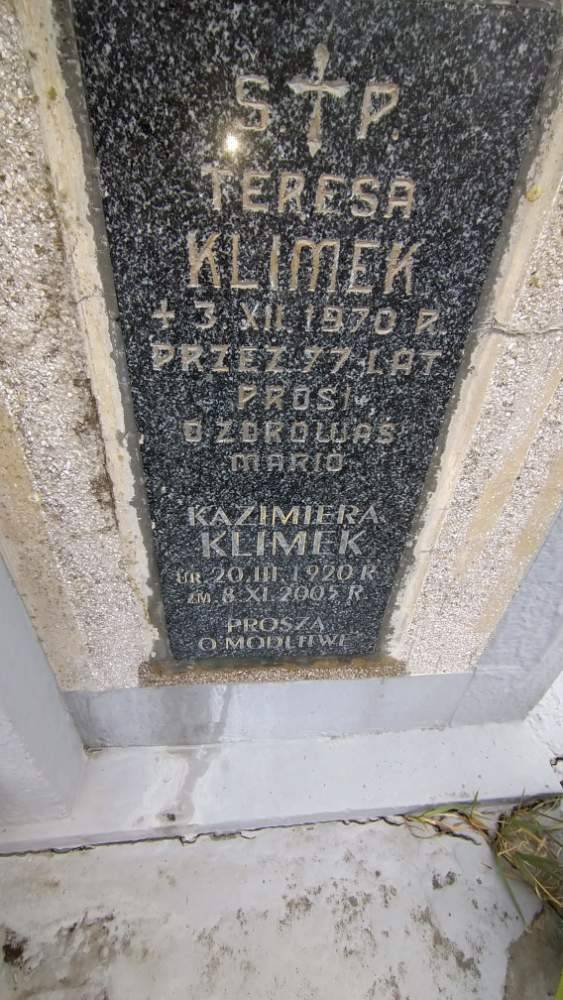 S. P.
TERESA
KLIMEK
+ 3 XII 1970 R.
PRZEZ. 77 LAT
PROSI
O ZDROWAŚ
MARIO
KAZIMIERA
KLIMEK
UR. 20.III.1920 R.
ZM. 8 XI.2005 R.
PROSZĄ
O MODLITWĘ